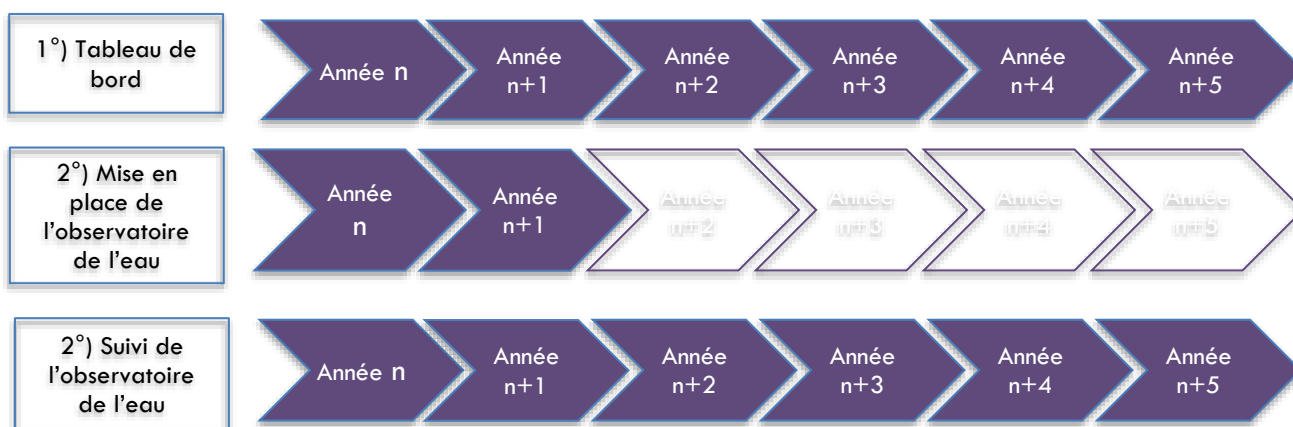 1°) Tableau de
bord
Année n
Année
n+1
Année
n+2
Année
n+3
Année
n+4
Année
n+5
2°) Mise en
place de
l'observatoire
de l'eau
Année
n
Année
n+1
Année
n+2
Année
n+3
Année
n+4
Année
n+5
2°) Suivi de
l'observatoire
de l'eau
Année n
Année
n+1
Année
n+2
Année
n+3
Année
n+4
Année
n+5